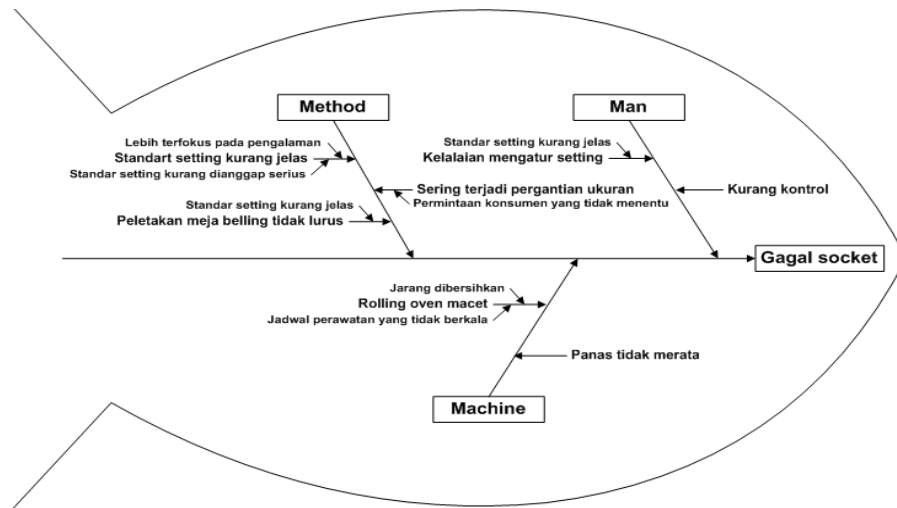 Method
Man
Lebih terfokus pada pengalaman
Standart setting kurang jelas
Standar setting kurang dianggap serius
Standar setting kurang jelas
Kelalaian mengatur setting
Sering terjadi pergantian ukuran
Permintaan konsumen yang tidak menentu
Kurang kontrol
Standar setting kurang jelas
Peletakan meja belling tidak lurus
Gagal socket
Jarang dibersihkan
Rolling oven macet
Jadwal perawatan yang tidak berkala
Panas tidak merata
Machine